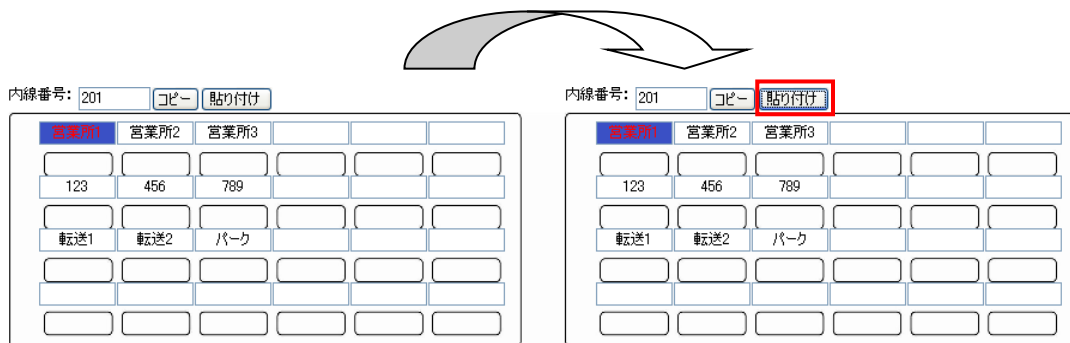 内線番号: 201 コピー 貼り付け
営業所1 営業所2 営業所3
123 456 789
転送1 転送2 パーク
内線番号: 201 コピー 貼り付け
営業所1 営業所2 営業所3
123 456 789
転送1 転送2 パーク